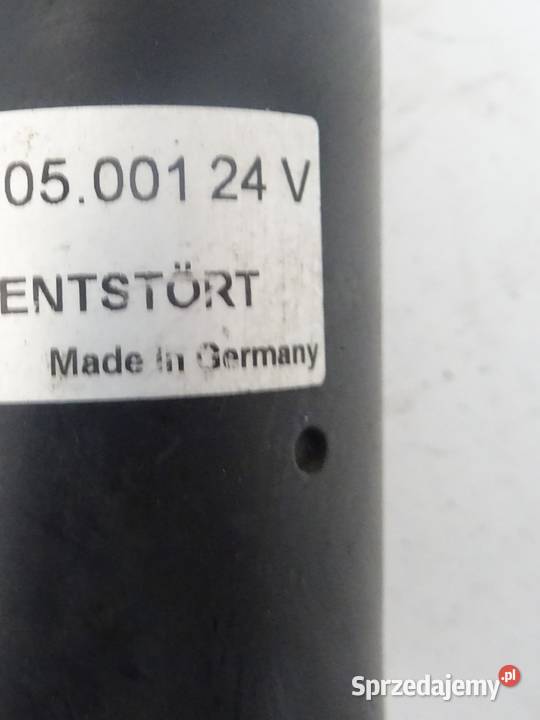 05.001 24 V
ENTSTÖRT
Made in Germany
Sprzedajemy.pl